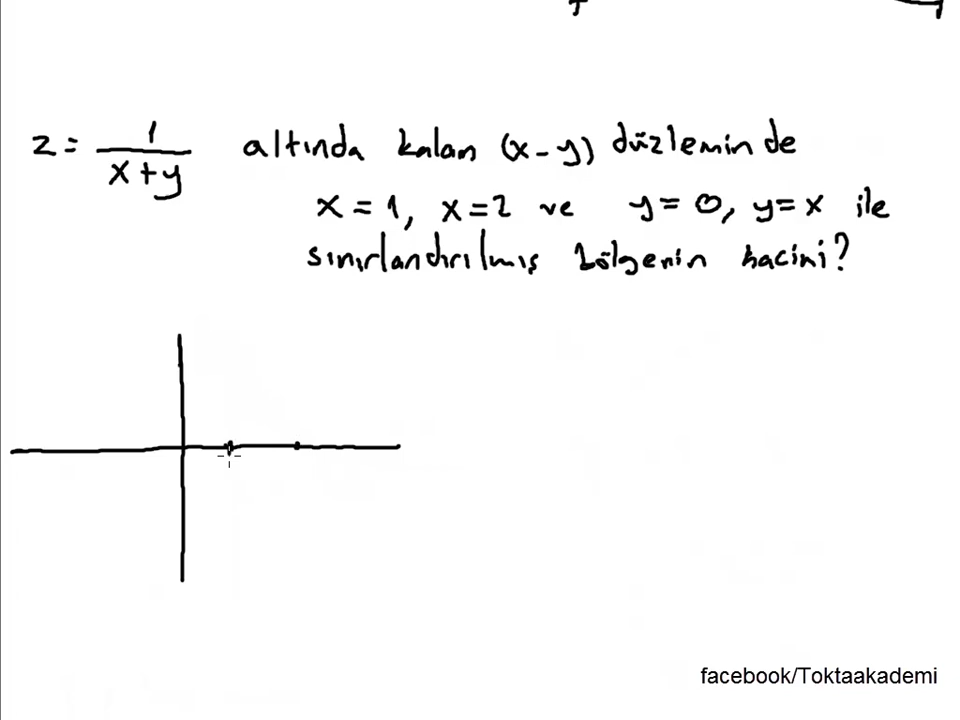 z = 1/(x+y) altında kalan (x-y) düzleminde
x = 1, x = 2 ve y = 0, y = x ile
sınırlandırılmış bölgenin hacini?
facebook/Toktaakademi